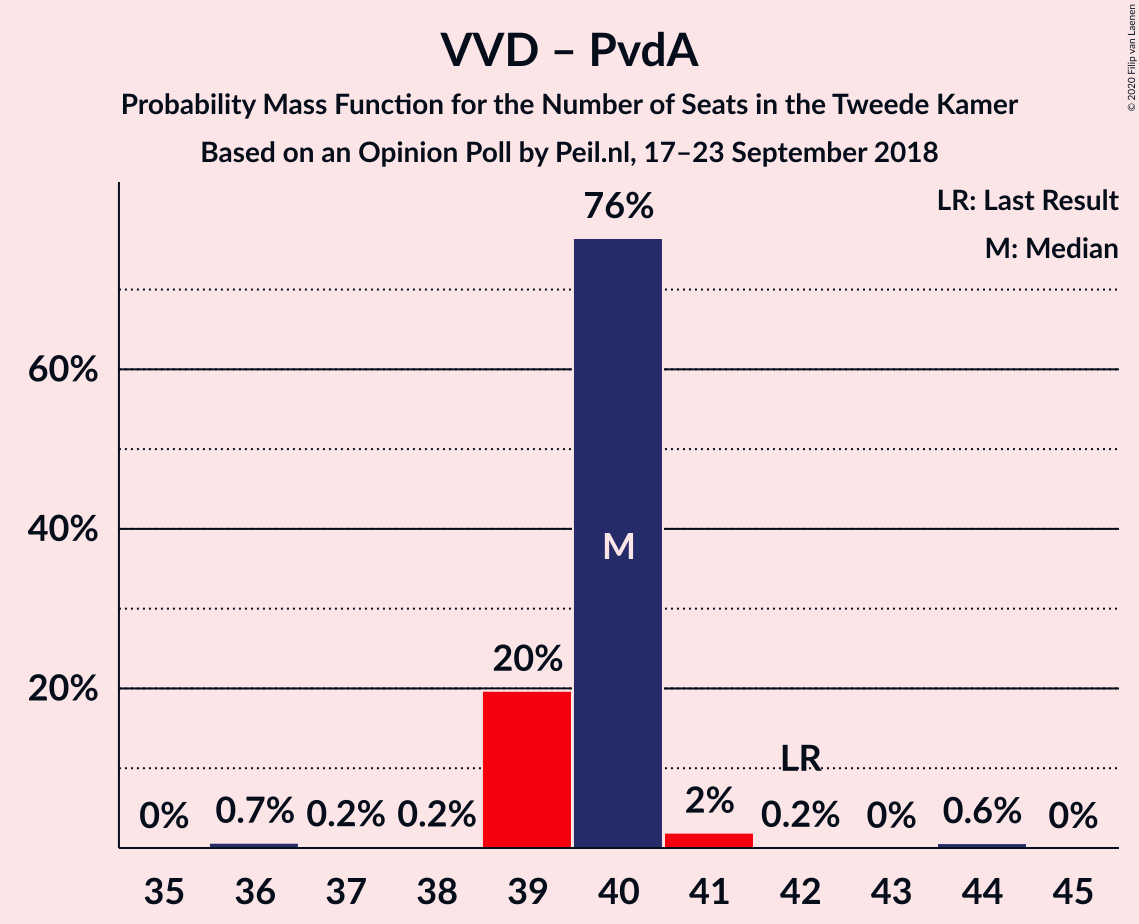 VVD – PvdA
Probability Mass Function for the Number of Seats in the Tweede Kamer
Based on an Opinion Poll by Peil.nl, 17–23 September 2018
© 2020 Filip van Laenen
LR: Last Result
M: Median
76%
60%
40%
20%
M
20%
LR
0%
0.7%
0.2%
0.2%
2%
0.2%
0%
0.6%
0%
35 36 37 38 39 40 41 42 43 44 45